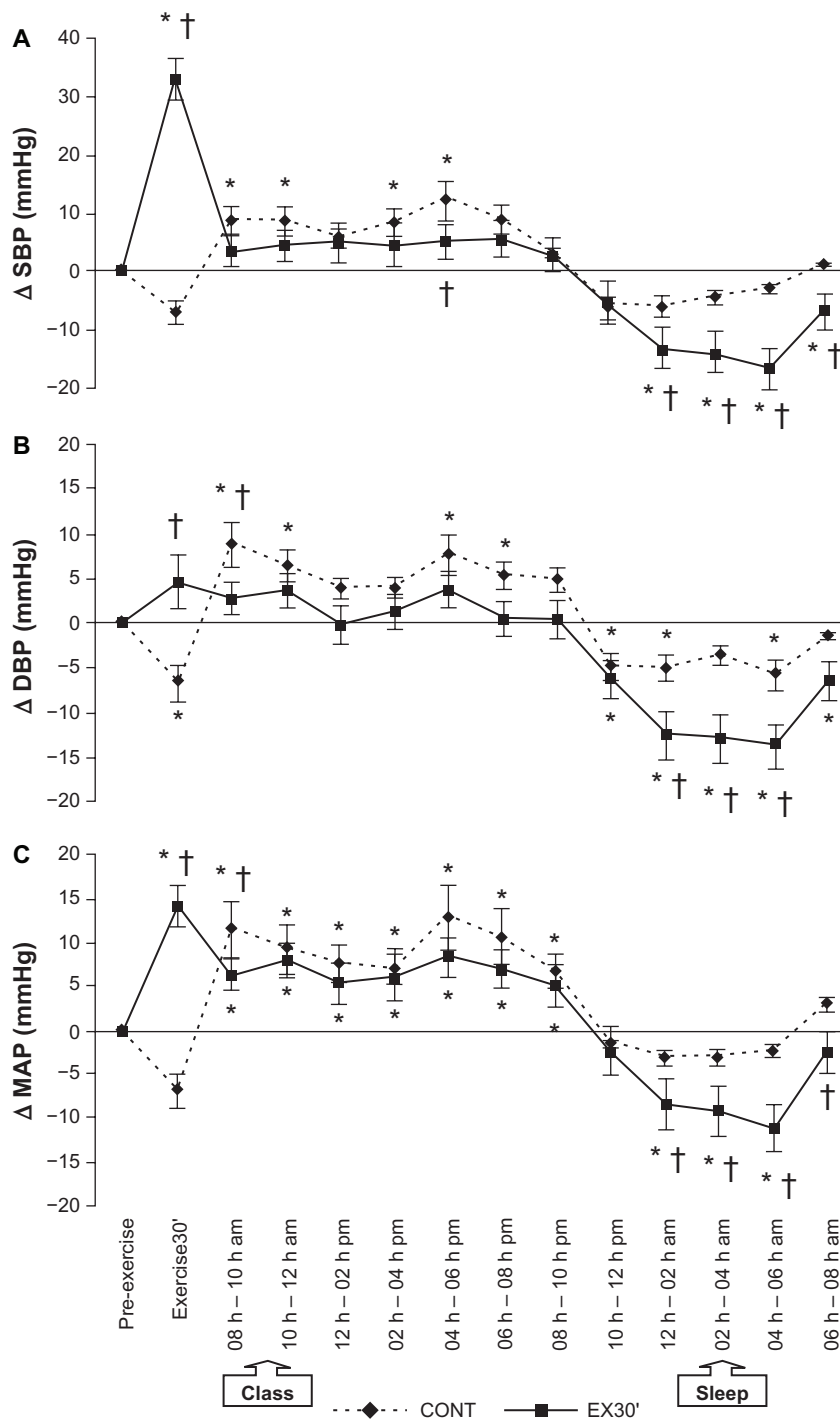 A
* †
40
30
20
10
0
−10
−20
Δ SBP (mmHg)
* * * *
†
* † * † * † * †
B
20
15
10
5
0
−5
−10
−15
−20
Δ DBP (mmHg)
† * † * * *
* * * *
* *
* † * † * †
C
20
15
10
5
0
−5
−10
−15
−20
Δ MAP (mmHg)
* † * † * * * * * *
* * * * * * *
* † * † * † †
Pre-exercise
Exercise30'
08 h – 10 h am
10 h – 12 h am
12 h – 02 h pm
02 h – 04 h pm
04 h – 06 h pm
06 h – 08 h pm
08 h – 10 h pm
10 h – 12 h pm
12 h – 02 h am
02 h – 04 h am
04 h – 06 h am
06 h – 08 h am
Class
Sleep
CONT
EX30'